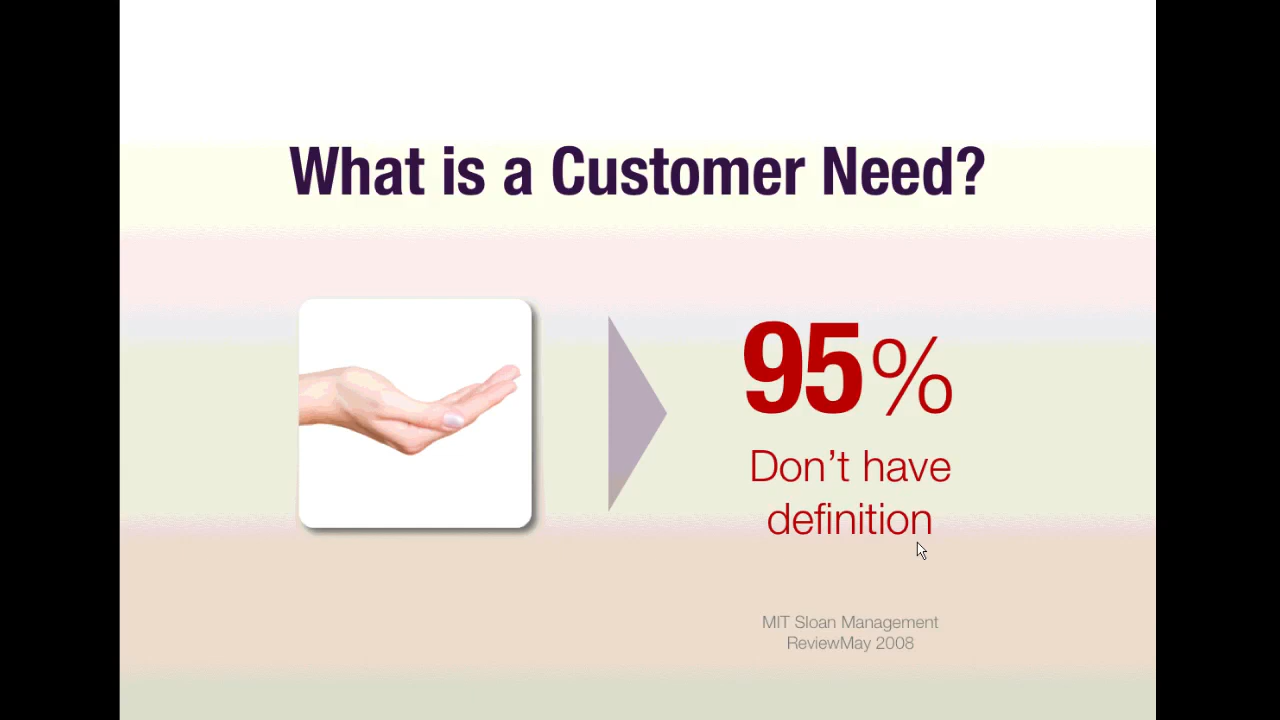 What is a Customer Need?
95%
Don't have
definition
MIT Sloan Management
ReviewMay 2008